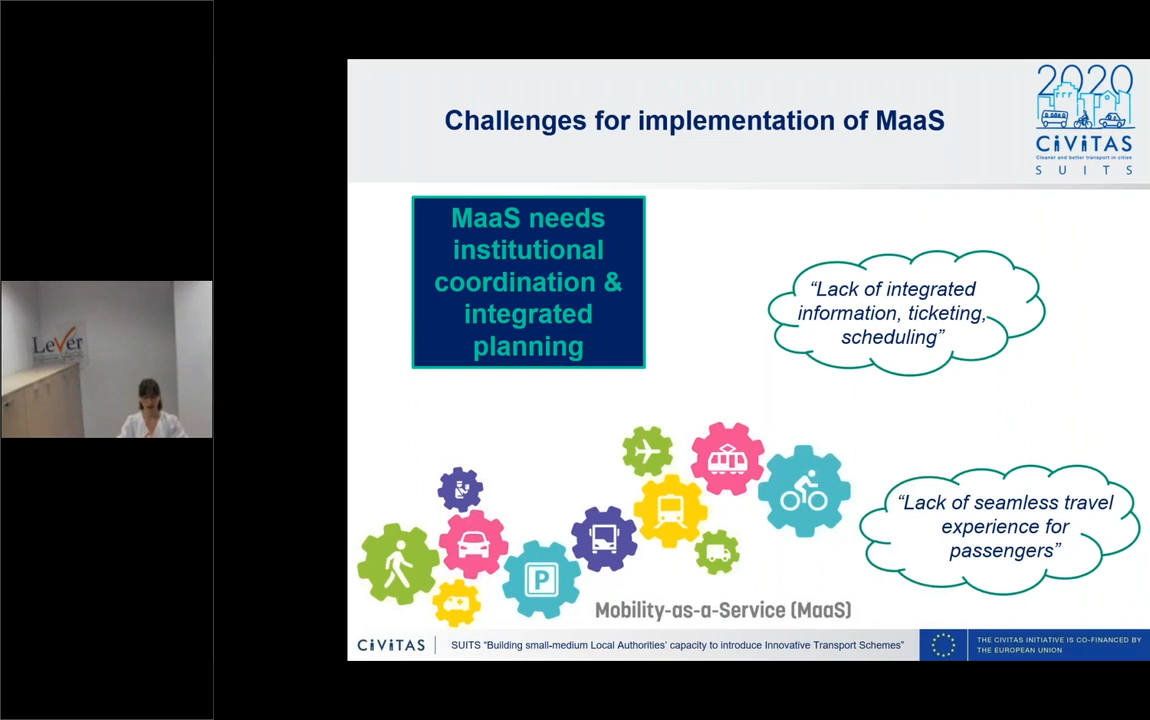 Challenges for implementation of MaaS
2020
CiViTAS
Cleaner and better transport in cities
SUITS
MaaS needs
institutional
coordination &
integrated
planning
“Lack of integrated
information, ticketing,
scheduling”
LeVer
“Lack of seamless travel
experience for
passengers”
P
Mobility-as-a-Service (MaaS)
CiViTAS
SUITS “Building small-medium Local Authorities’ capacity to introduce Innovative Transport Schemes”
THE CIVITAS INITIATIVE IS CO-FINANCED BY
THE EUROPEAN UNION